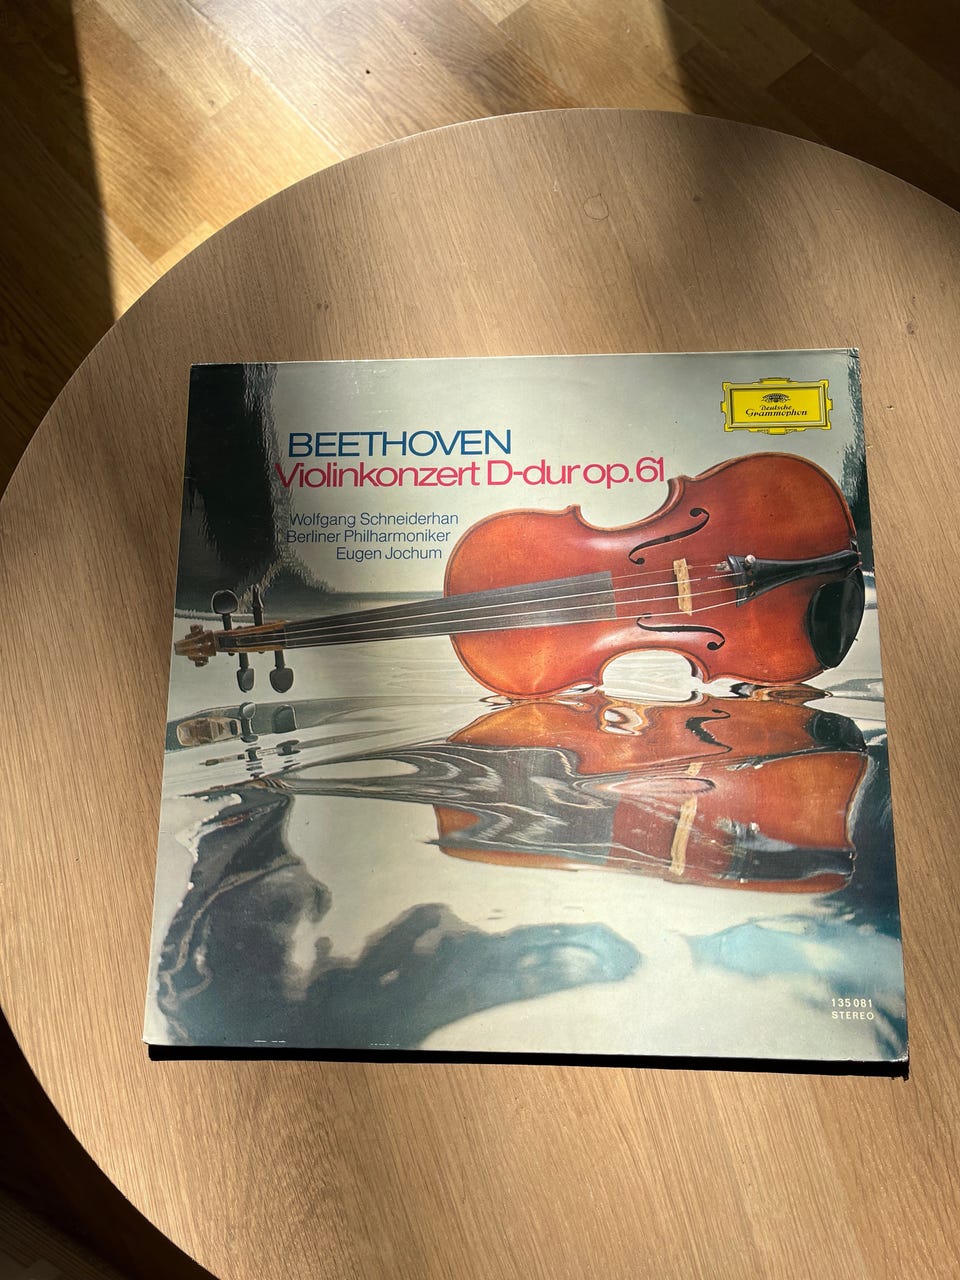 Deutsche
Grammophon
BEETHOVEN
Violinkonzert D-dur op. 61
Wolfgang Schneiderhan
Berliner Philharmoniker
Eugen Jochum
135 081
STEREO